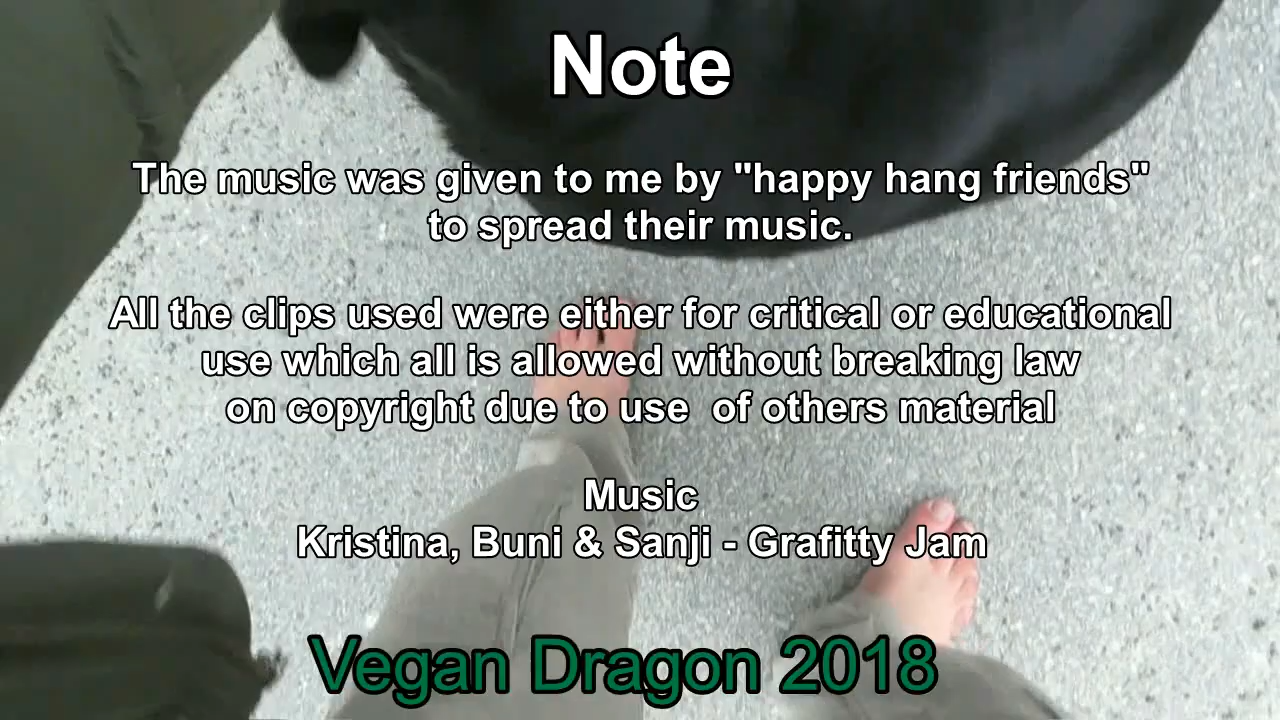 Note
The music was given to me by "happy hang friends"
to spread their music.
All the clips used were either for critical or educational
use which all is allowed without breaking law
on copyright due to use  of others material
Music
Kristina, Buni & Sanji - Grafitty Jam
Vegan Dragon 2018